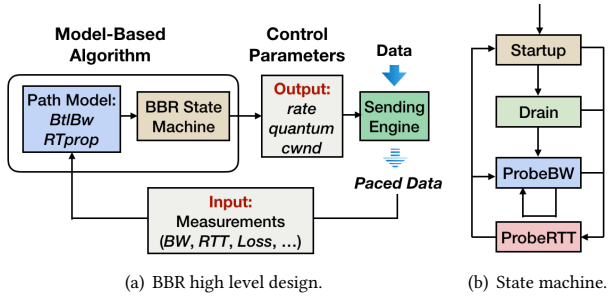 Model-Based
Algorithm
Control
Parameters
Data
Path Model:
BtlBw
RTprop
BBR State
Machine
Output:
rate
quantum
cwnd
Sending
Engine
Paced Data
Input:
Measurements
(BW, RTT, Loss, ...)
(a) BBR high level design.
Startup
Drain
ProbeBW
ProbeRTT
(b) State machine.